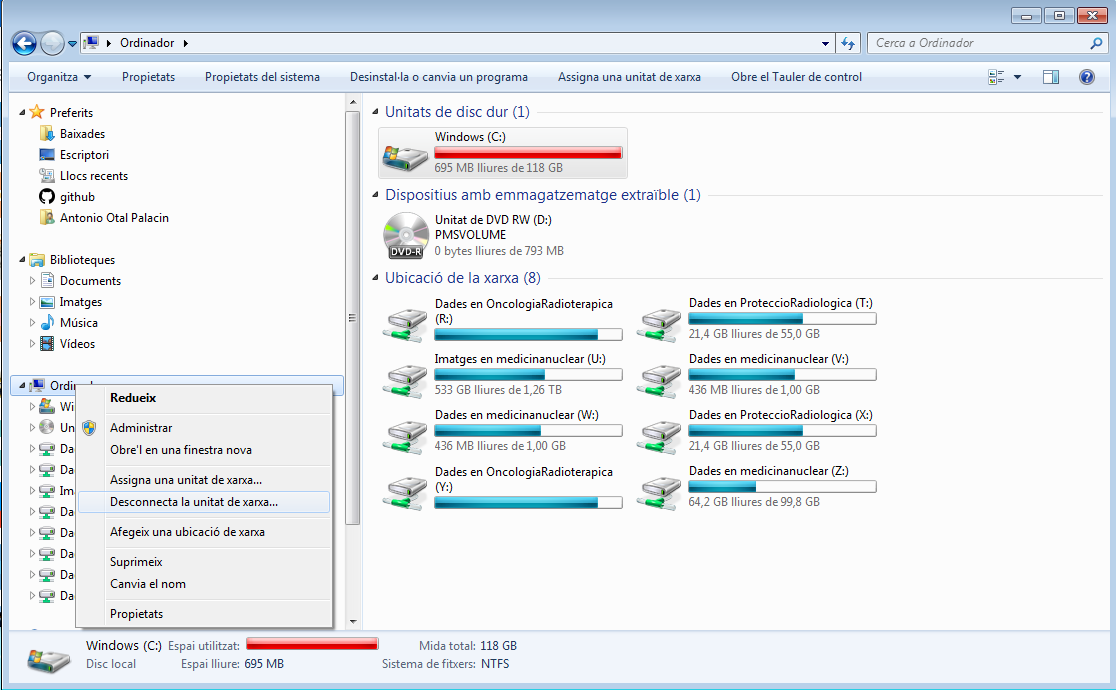 Ordinador
Cerca a Ordinador
Organitza
Propietats
Propietats del sistema
Desinstal·la o canvia un programa
Assigna una unitat de xarxa
Obre el Tauler de control
Preferits
Baixades
Escriptori
Llocs recents
github
Antonio Otal Palacin
Biblioteques
Documents
Imatges
Música
Vídeos
Wi
Un
Da
Da
Im
Da
Da
Da
Da
Da
Redueix
Administrar
Obre'l en una finestra nova
Assigna una unitat de xarxa...
Desconnecta la unitat de xarxa...
Afegeix una ubicació de xarxa
Suprimeix
Canvia el nom
Propietats
Unitats de disc dur (1)
Windows (C:)
695 MB lliures de 118 GB
Dispositius amb emmagatzematge extraïble (1)
Unitat de DVD RW (D:)
PMSVOLUME
0 bytes lliures de 793 MB
DVD-R
Ubicació de la xarxa (8)
Dades en OncologiaRadioterapica
(R:)
Dades en ProteccioRadiologica (T:)
21,4 GB lliures de 55,0 GB
Imatges en medicinanuclear (U:)
533 GB lliures de 1,26 TB
Dades en medicinanuclear (V:)
436 MB lliures de 1,00 GB
Dades en medicinanuclear (W:)
436 MB lliures de 1,00 GB
Dades en ProteccioRadiologica (X:)
21,4 GB lliures de 55,0 GB
Dades en OncologiaRadioterapica
(Y:)
Dades en medicinanuclear (Z:)
64,2 GB lliures de 99,8 GB
Windows (C:) Espai utilitzat:
Mida total: 118 GB
Disc local
Espai lliure: 695 MB
Sistema de fitxers: NTFS